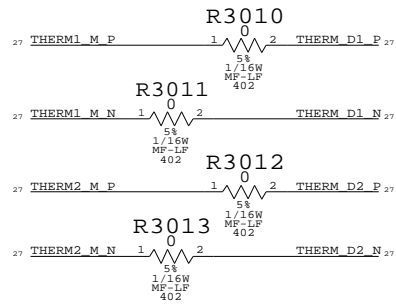 R3010
0
27 THERM1_M_P 1 2 THERM_D1_P 27
5%
1/16W
MF-LF
402
R3011
0
27 THERM1_M_N 1 2 THERM_D1_N 27
5%
1/16W
MF-LF
402
R3012
0
27 THERM2_M_P 1 2 THERM_D2_P 27
5%
1/16W
MF-LF
402
R3013
0
27 THERM2_M_N 1 2 THERM_D2_N 27
5%
1/16W
MF-LF
402